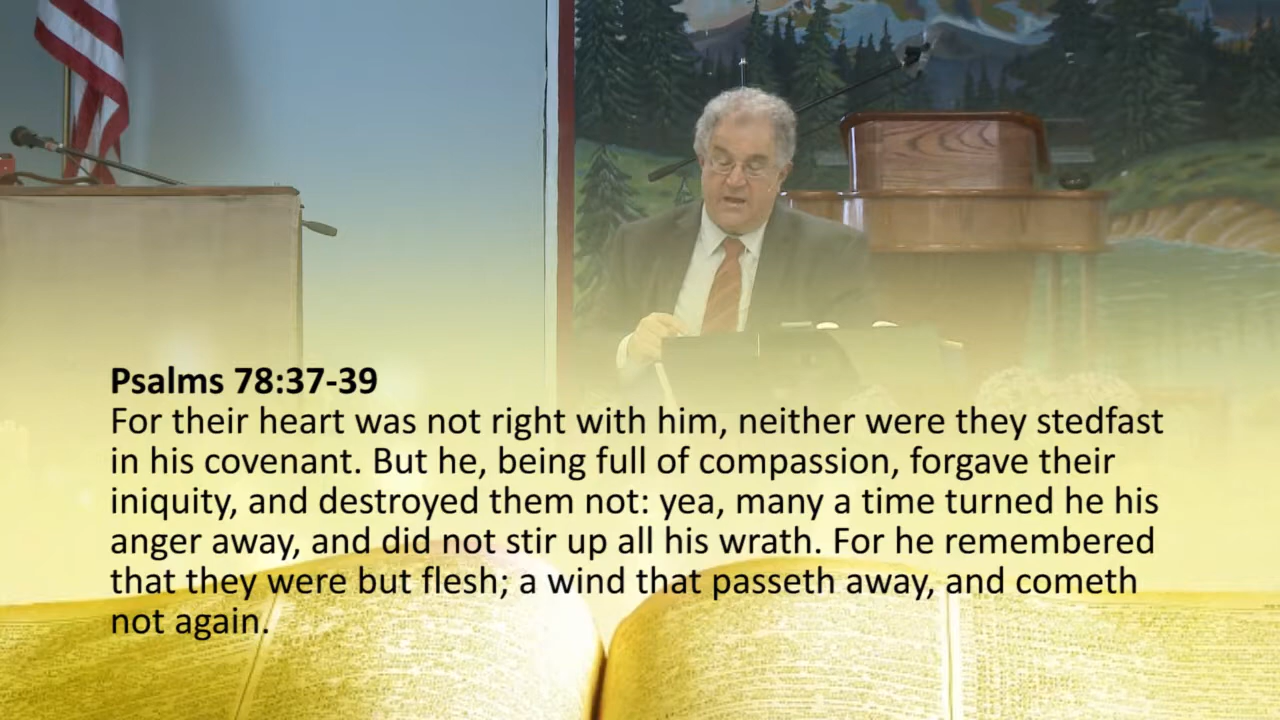 Psalms 78:37-39
For their heart was not right with him, neither were they stedfast
in his covenant. But he, being full of compassion, forgave their
iniquity, and destroyed them not: yea, many a time turned he his
anger away, and did not stir up all his wrath. For he remembered
that they were but flesh; a wind that passeth away, and cometh
not again.